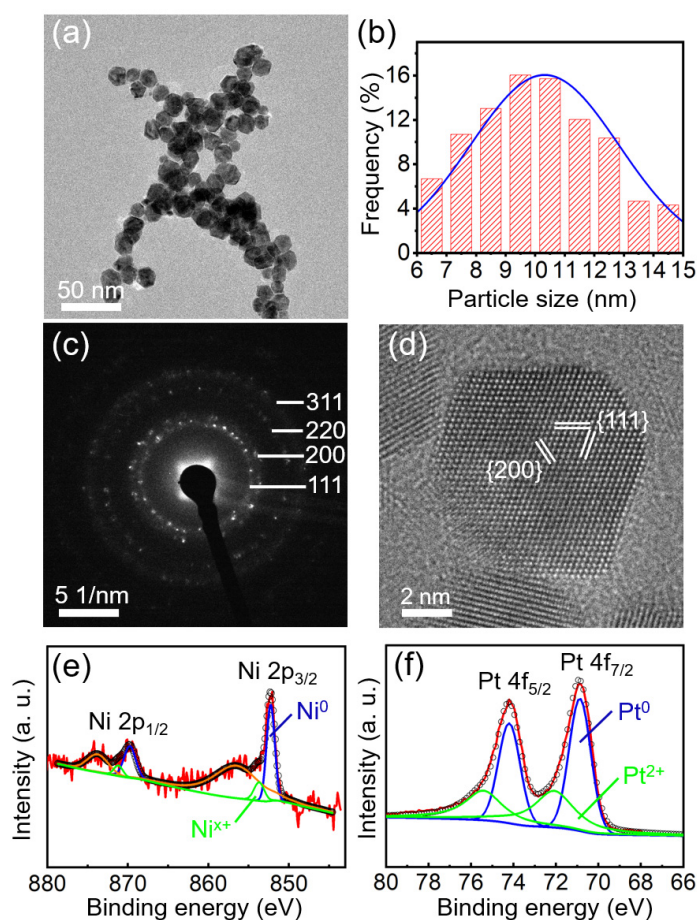 (a)
50 nm
(b)
Frequency (%)
16
12
8
4
0
6 7 8 9 10 11 12 13 14 15
Particle size (nm)
(c)
311
220
200
111
5 1/nm
(d)
{111}
{200}
2 nm
(e)
Ni 2p3/2
Ni 2p1/2
Ni0
Nix+
Intensity (a. u.)
880 870 860 850
Binding energy (eV)
(f)
Pt 4f7/2
Pt 4f5/2
Pt0
Pt2+
Intensity (a. u.)
80 78 76 74 72 70 68 66
Binding energy (eV)